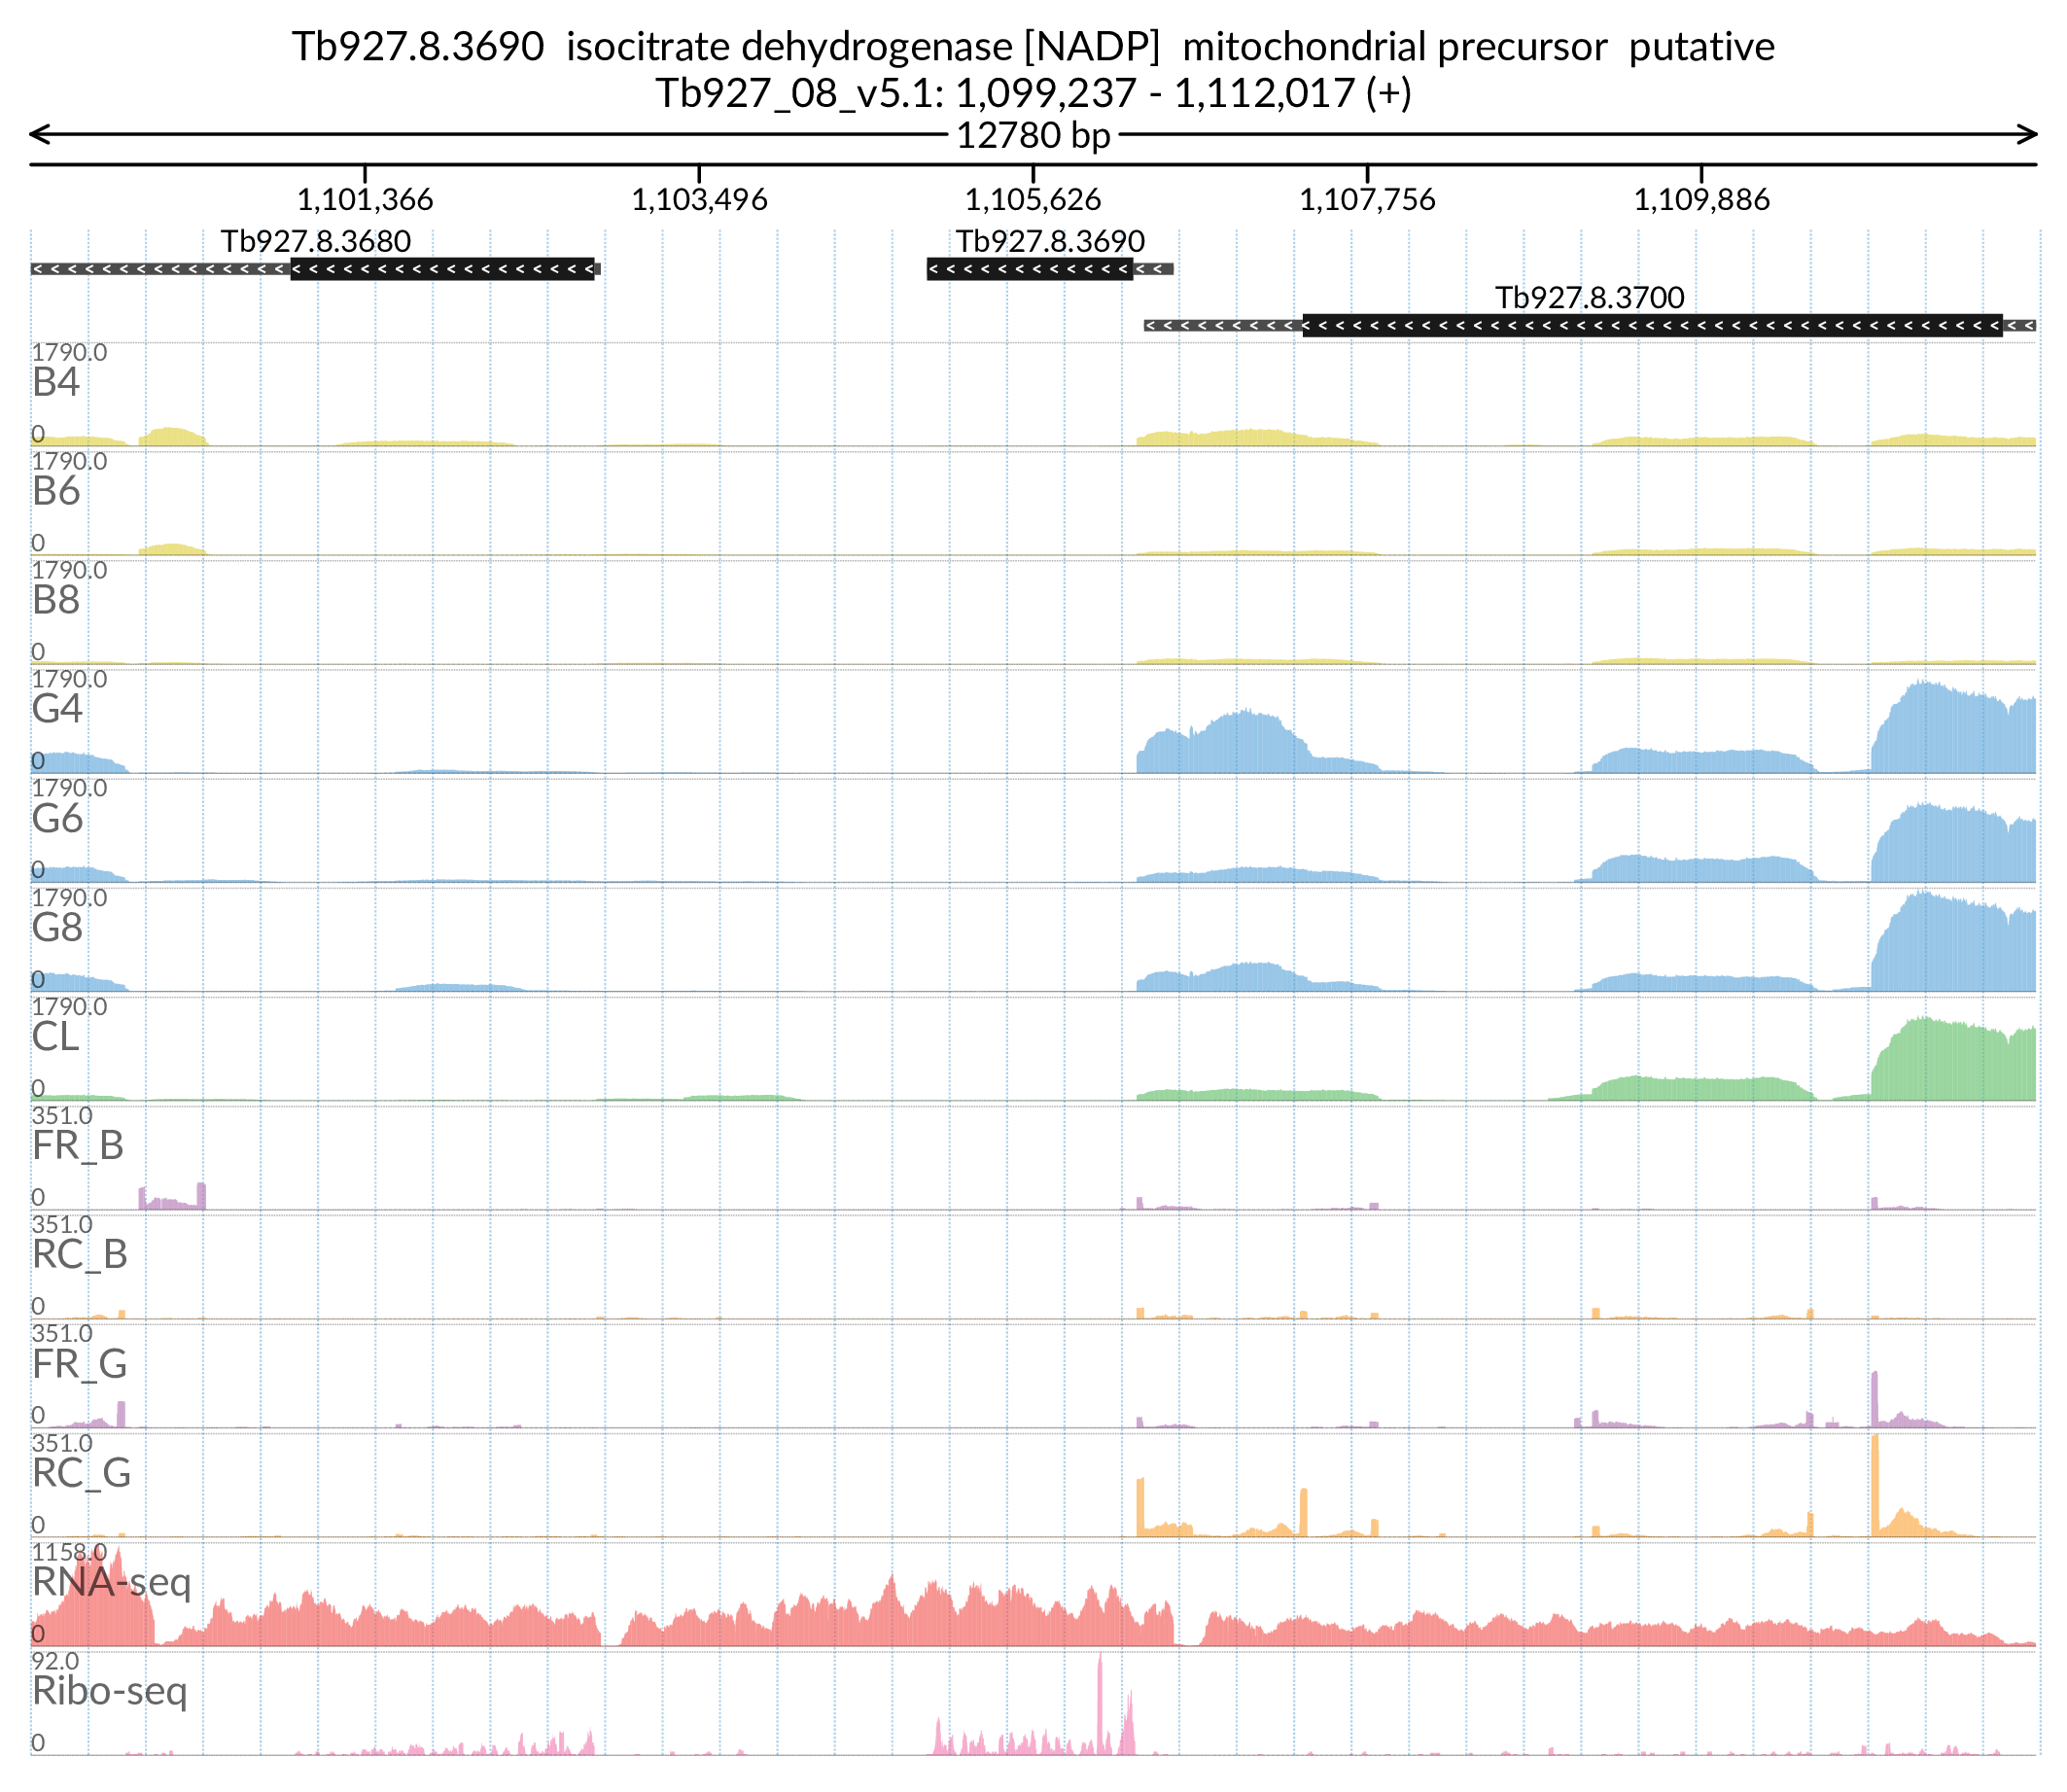 Tb927.8.3690 isocitrate dehydrogenase [NADP] mitochondrial precursor putative
Tb927_08_v5.1: 1,099,237 - 1,112,017 (+)
12780 bp
1,101,366 1,103,496 1,105,626 1,107,756 1,109,886
Tb927.8.3680 Tb927.8.3690
Tb927.8.3700
1790.0
B4
0
1790.0
B6
0
1790.0
B8
0
1790.0
G4
0
1790.0
G6
0
1790.0
G8
0
1790.0
CL
0
351.0
FR_B
0
351.0
RC_B
0
351.0
FR_G
0
351.0
RC_G
0
1158.0
RNA-seq
0
92.0
Ribo-seq
0